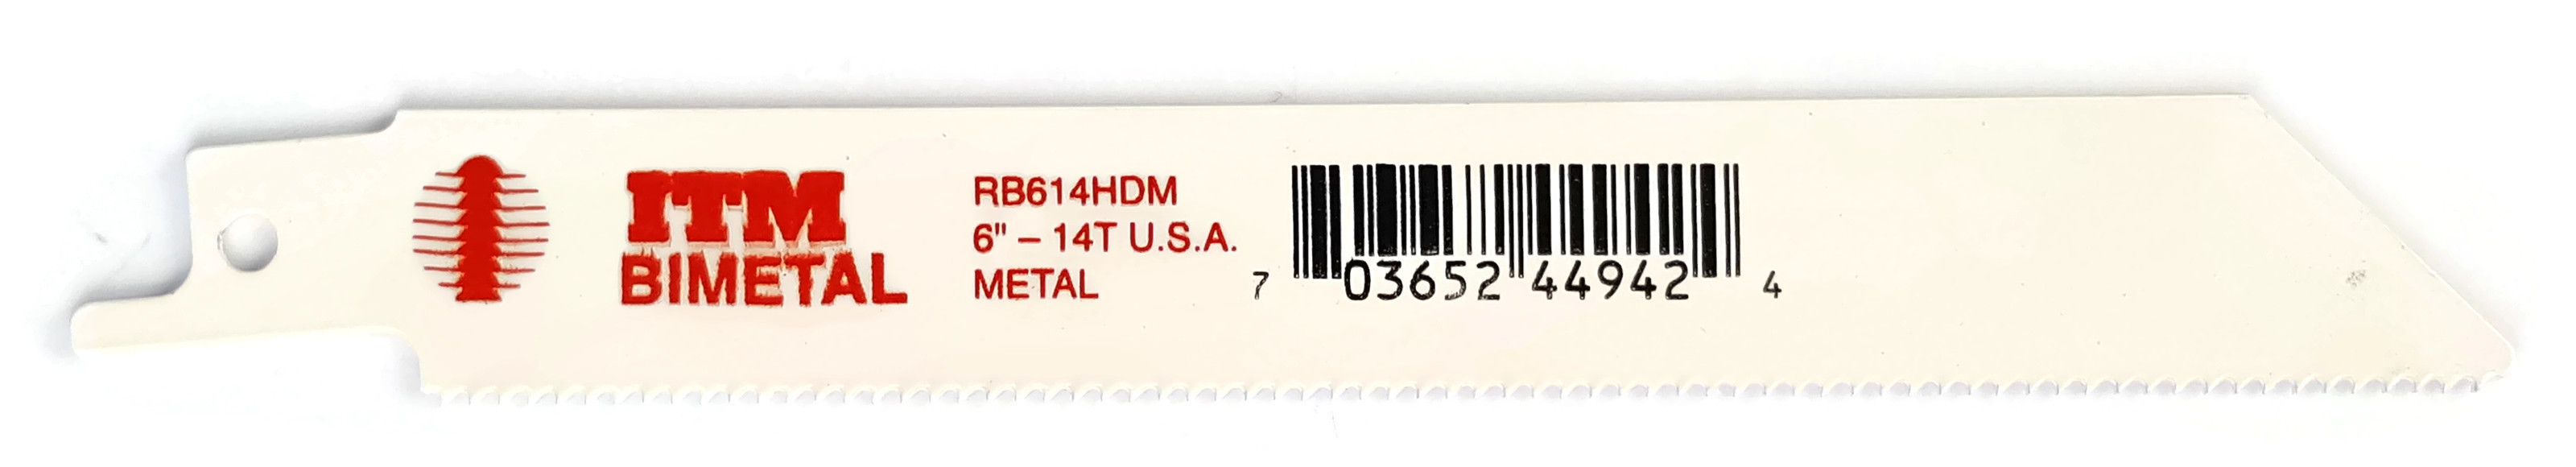 ITM
BIMETAL
RB614HDM
6" – 14T U.S.A.
METAL
7 03652 44942 4